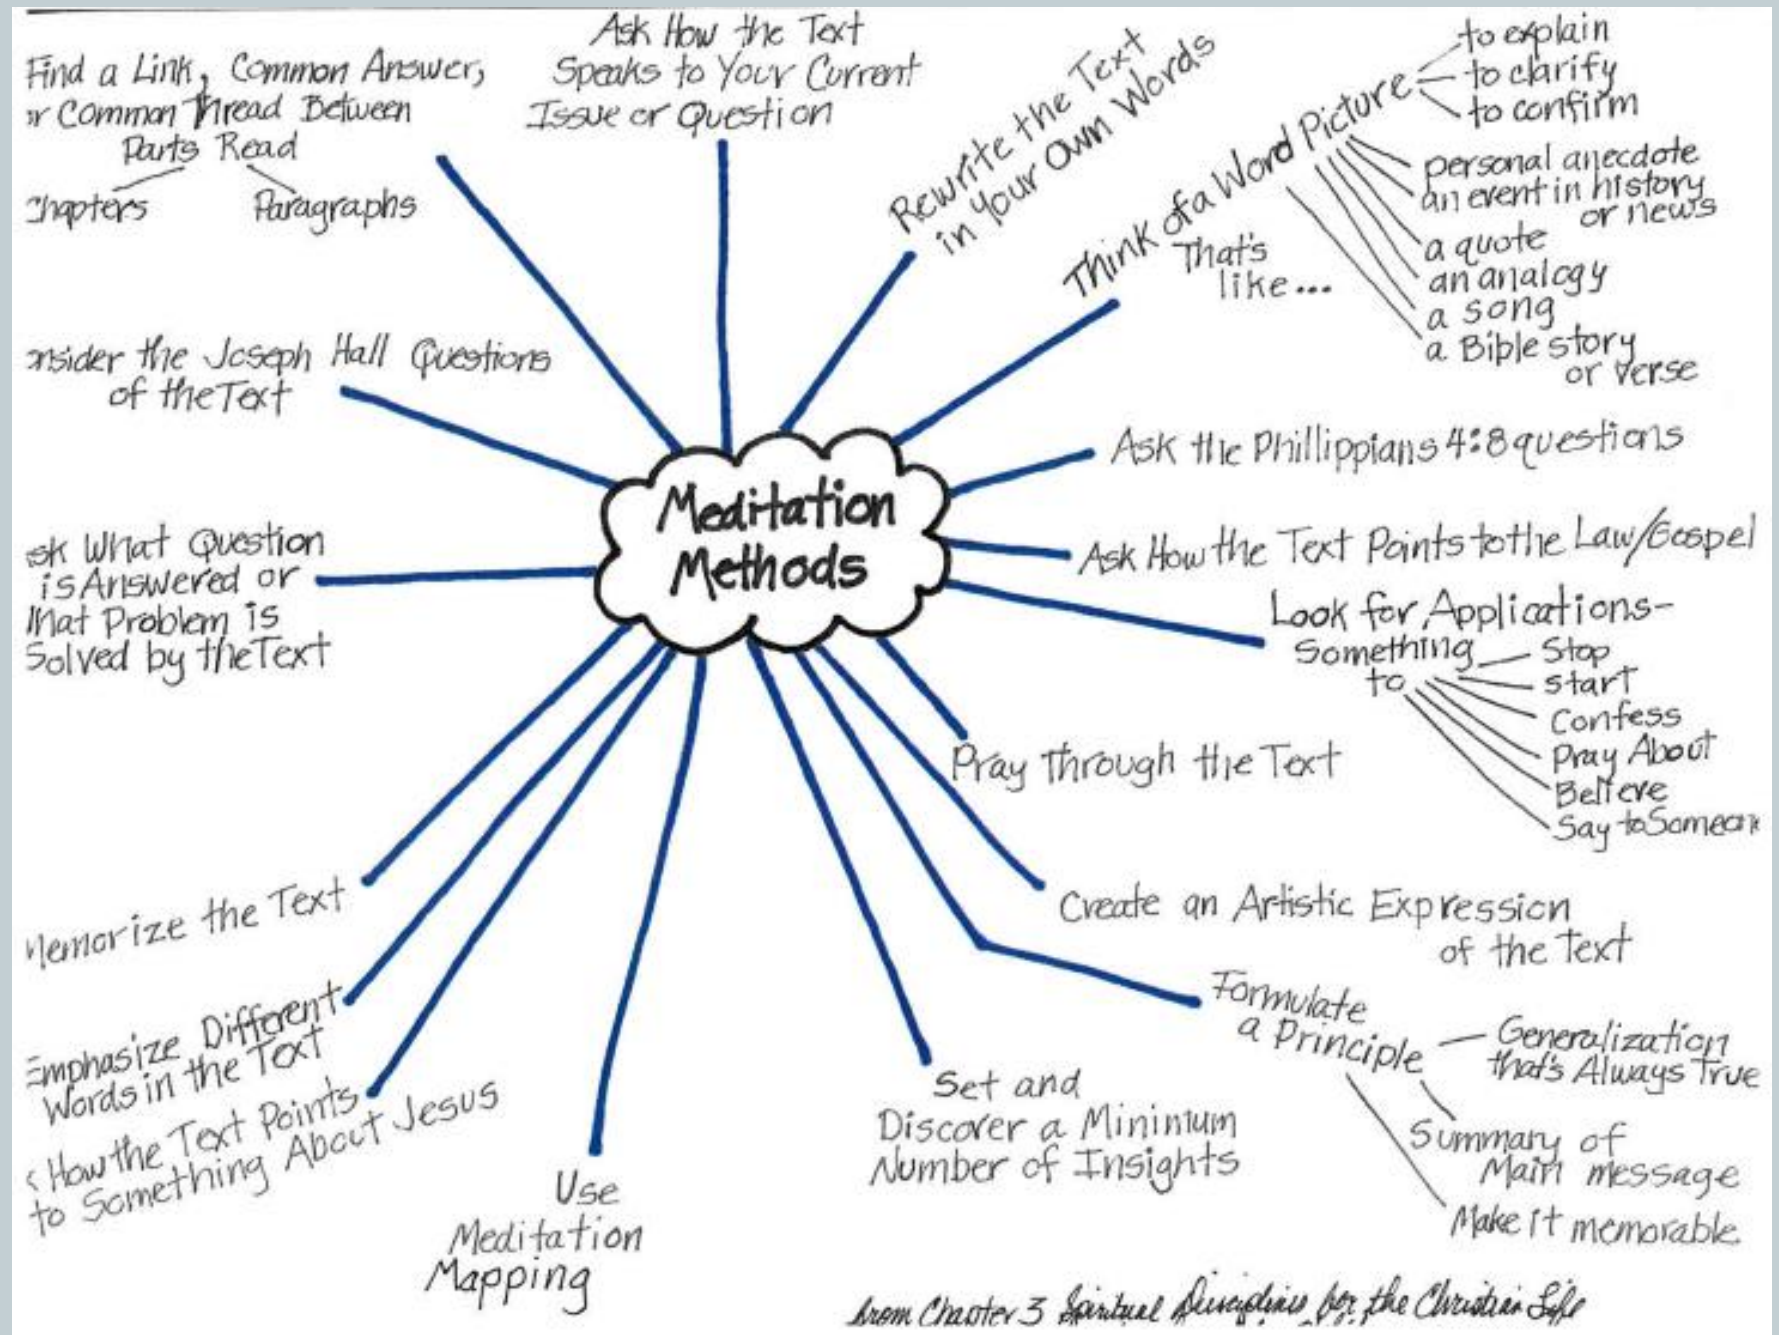 Find a Link, Common Answer,
or Common Thread Between
Parts Read
Chapters
Paragraphs
Ask How the Text
Speaks to Your Current
Issue or Question
Rewrite the Text
in Your Own Words
Think of a Word Picture
That's
like...
to explain
to clarify
to confirm
personal anecdote
an event in history
or news
a quote
an analogy
a song
a Bible story
or verse
onsider the Joseph Hall Questions
of the Text
Meditation
Methods
Ask the Phillippians 4:8 questions
Ask How the Text Points to the Law/Gospel
Look for Applications-
Something
to
Stop
Start
Confess
Pray About
Believe
Say to Someon
sk What Question
is Answered or
What Problem is
Solved by the Text
Pray Through the Text
Create an Artistic Expression
of the Text
Formulate
a Principle
Generalization
that's Always True
Summary of
Main message
Make it memorable
Memorize the Text
Emphasize Different
Words in the Text
How the Text Points
to Something About Jesus
Use
Meditation
Mapping
Set and
Discover a Mininum
Number of Insights
from Chapter 3 Spiritual Disciplines for the Christian Life